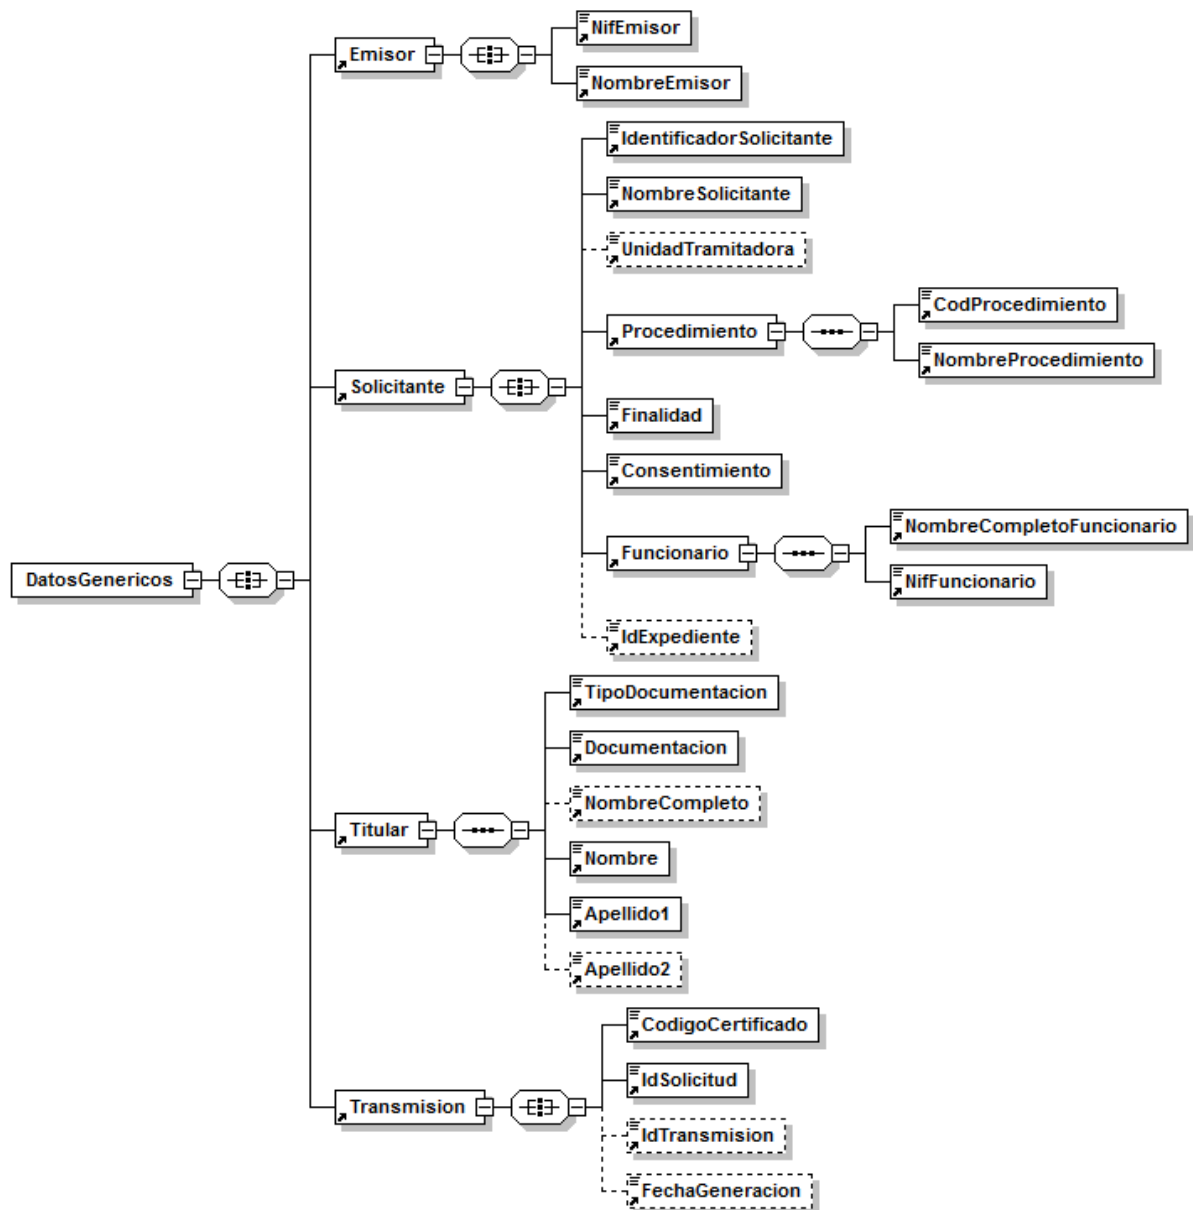 NifEmisor
Emisor
NombreEmisor
IdentificadorSolicitante
NombreSolicitante
UnidadTramitadora
CodProcedimiento
Procedimiento
NombreProcedimiento
Solicitante
Finalidad
Consentimiento
NombreCompletoFuncionario
Funcionario
NifFuncionario
DatosGenericos
IdExpediente
TipoDocumentacion
Documentacion
NombreCompleto
Titular
Nombre
Apellido1
Apellido2
CodigoCertificado
IdSolicitud
Transmision
IdTransmision
FechaGeneracion